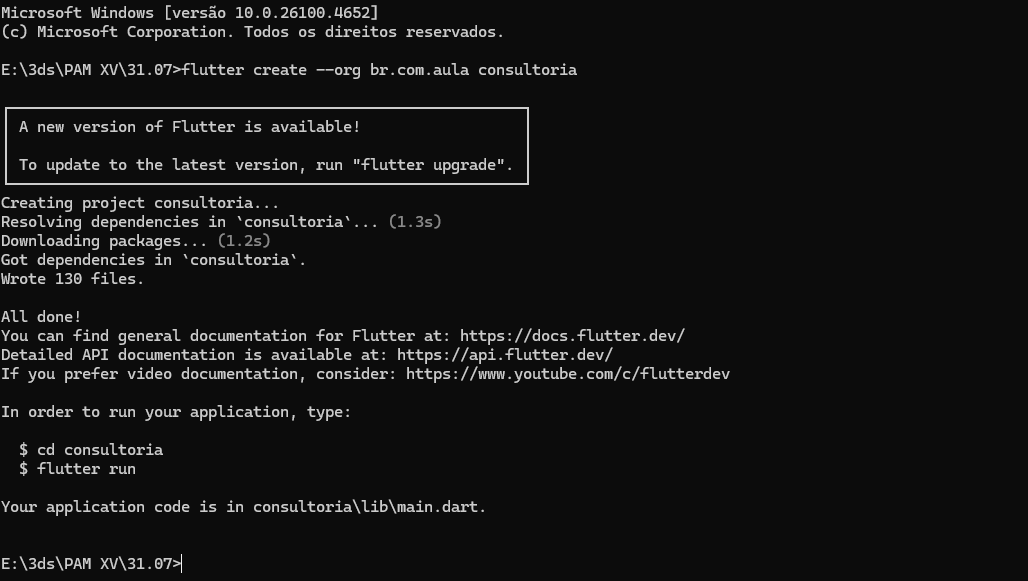 Microsoft Windows [versão 10.0.26100.4652]
(c) Microsoft Corporation. Todos os direitos reservados.
E:\3ds\PAM XV\31.07>flutter create --org br.com.aula consultoria
A new version of Flutter is available!
To update to the latest version, run "flutter upgrade".
Creating project consultoria...
Resolving dependencies in `consultoria`... (1.3s)
Downloading packages... (1.2s)
Got dependencies in `consultoria`.
Wrote 130 files.
All done!
You can find general documentation for Flutter at: https://docs.flutter.dev/
Detailed API documentation is available at: https://api.flutter.dev/
If you prefer video documentation, consider: https://www.youtube.com/c/flutterdev
In order to run your application, type:
$ cd consultoria
$ flutter run
Your application code is in consultoria\lib\main.dart.
E:\3ds\PAM XV\31.07>